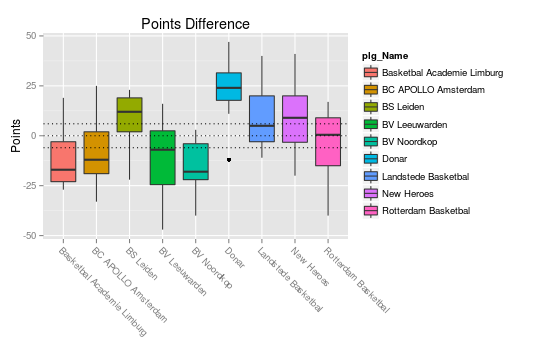 Points Difference
Points
50
25
0
-25
-50
Basketbal Academie Limburg
BC APOLLO Amsterdam
BS Leiden
BV Leeuwarden
BV Noordkop
Donar
Landstede Basketbal
New Heroes
Rotterdam Basketbal
plg_Name
Basketbal Academie Limburg
BC APOLLO Amsterdam
BS Leiden
BV Leeuwarden
BV Noordkop
Donar
Landstede Basketbal
New Heroes
Rotterdam Basketbal